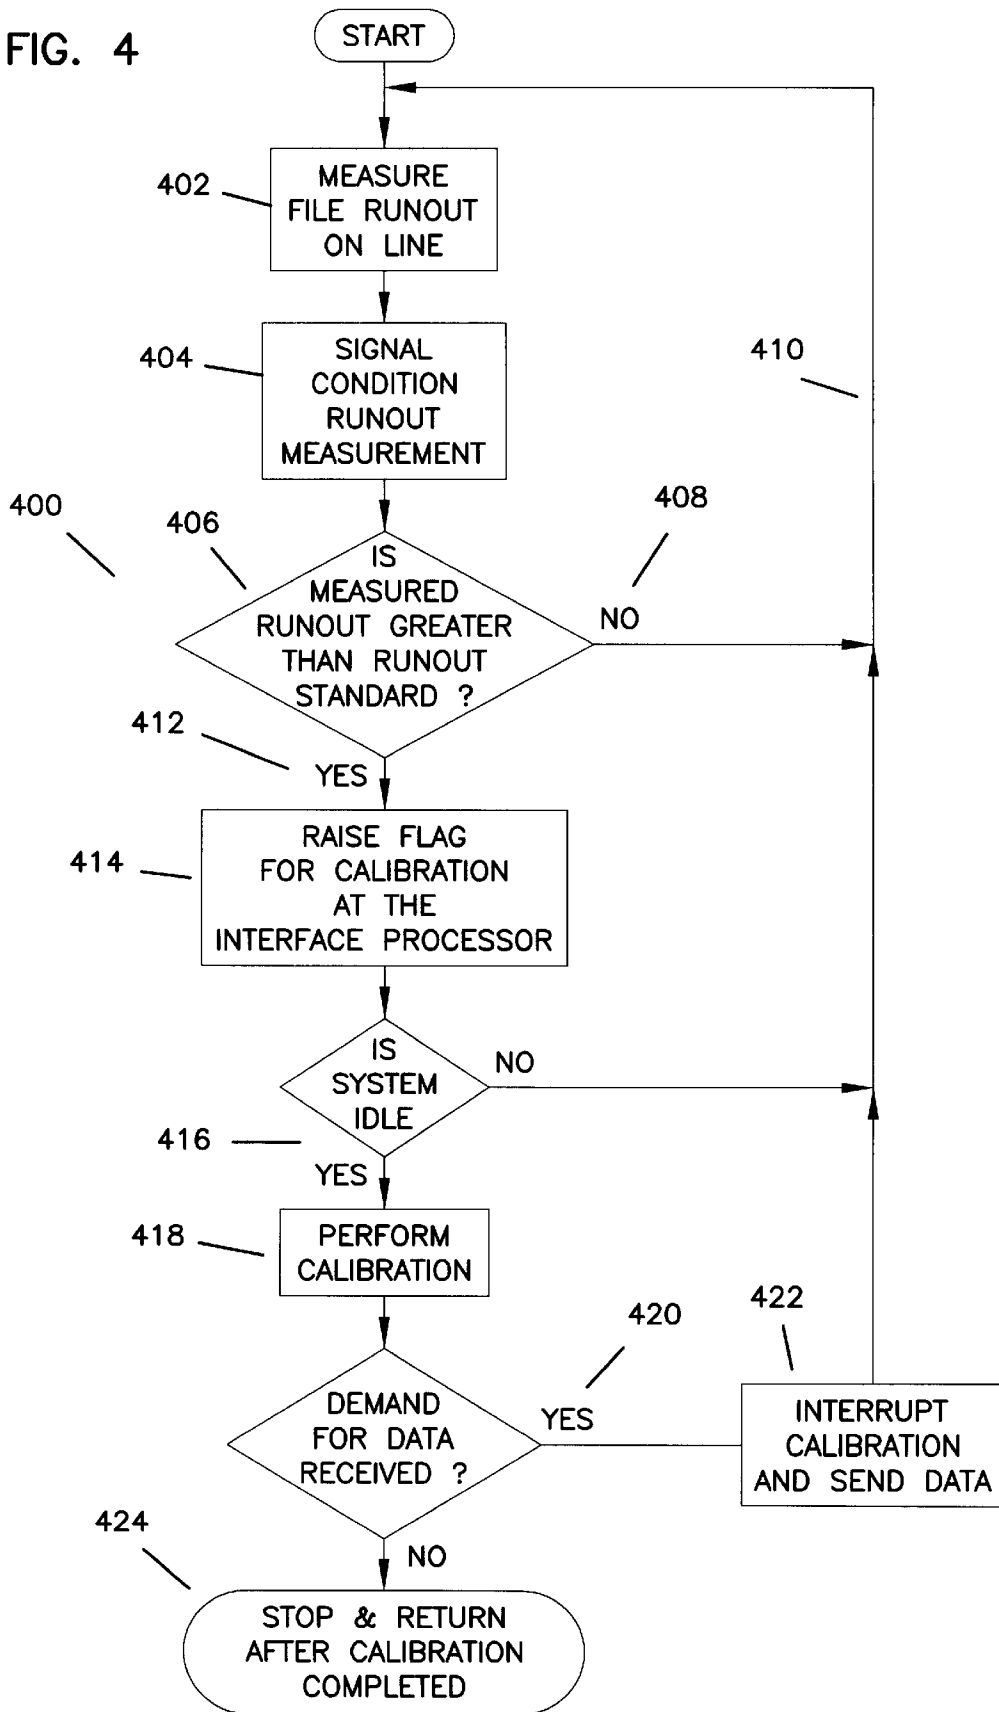 FIG. 4
START
402
MEASURE
FILE RUNOUT
ON LINE
404
SIGNAL
CONDITION
RUNOUT
MEASUREMENT
410
400
406
408
IS
MEASURED
RUNOUT GREATER
THAN RUNOUT
STANDARD ?
NO
412
YES
414
RAISE FLAG
FOR CALIBRATION
AT THE
INTERFACE PROCESSOR
IS
SYSTEM
IDLE
NO
416
YES
418
PERFORM
CALIBRATION
420
422
DEMAND
FOR DATA
RECEIVED ?
YES
INTERRUPT
CALIBRATION
AND SEND DATA
424
NO
STOP & RETURN
AFTER CALIBRATION
COMPLETED